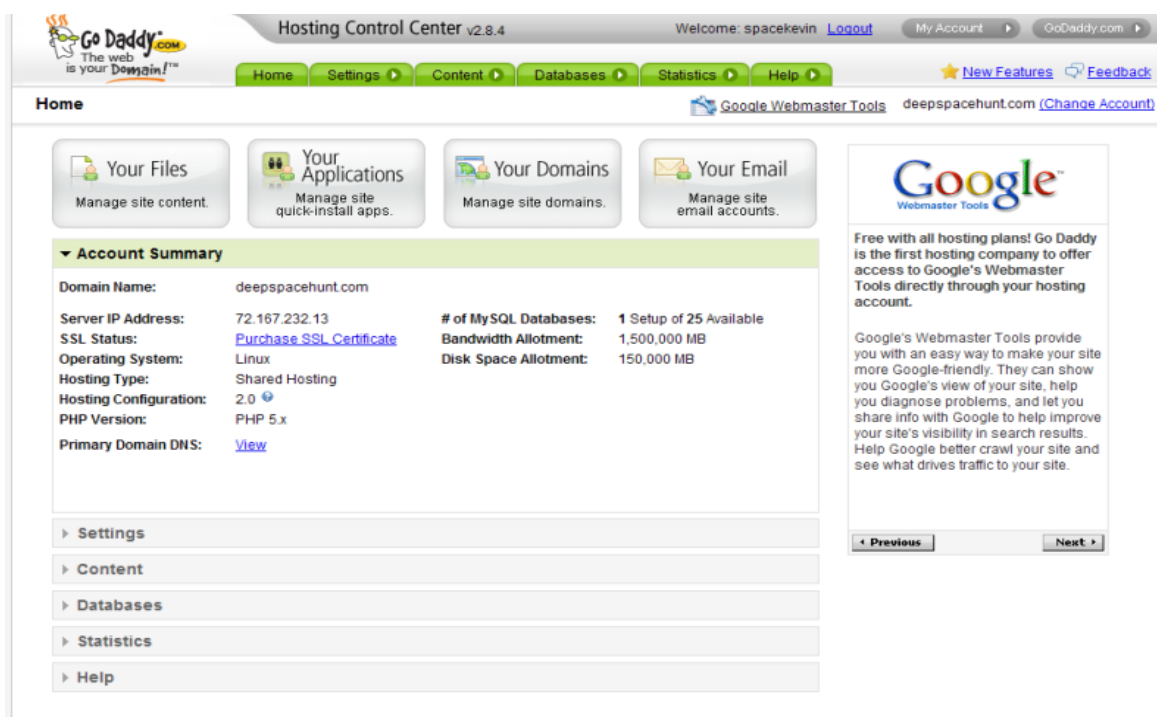 Go Daddy.COM
The web
is your Domain!™
Hosting Control Center v2.8.4
Welcome: spacekevin Logout
My Account
GoDaddy.com
Home Settings Content Databases Statistics Help
New Features Feedback
Home
Google Webmaster Tools deepspacehunt.com (Change Account)
Your Files
Manage site content.
Your
Applications
Manage site
quick-install apps.
Your Domains
Manage site domains.
Your Email
Manage site
email accounts.
Google™
Webmaster Tools
Free with all hosting plans! Go Daddy
is the first hosting company to offer
access to Google's Webmaster
Tools directly through your hosting
account.
Google's Webmaster Tools provide
you with an easy way to make your site
more Google-friendly. They can show
you Google's view of your site, help
you diagnose problems, and let you
share info with Google to help improve
your site's visibility in search results.
Help Google better crawl your site and
see what drives traffic to your site.
Previous Next
Account Summary
Domain Name: deepspacehunt.com
Server IP Address: 72.167.232.13 # of MySQL Databases: 1 Setup of 25 Available
SSL Status: Purchase SSL Certificate Bandwidth Allotment: 1,500,000 MB
Operating System: Linux Disk Space Allotment: 150,000 MB
Hosting Type: Shared Hosting
Hosting Configuration: 2.0
PHP Version: PHP 5.x
Primary Domain DNS: View
Settings
Content
Databases
Statistics
Help